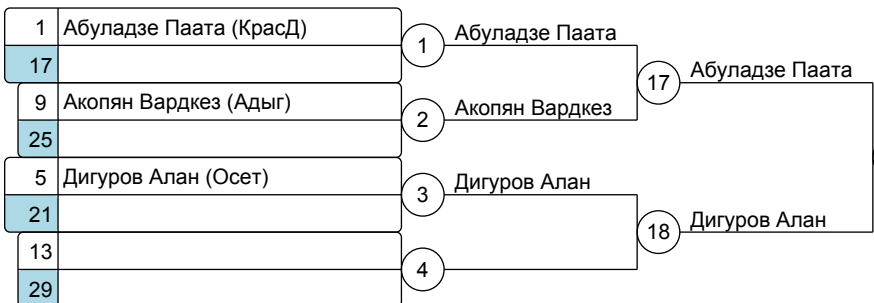 1 Абуладзе Паата (КрасД)
17
1 Абуладзе Паата
9 Акопян Вардкез (Адыг)
25
2 Акопян Вардкез
17 Абуладзе Паата
5 Дигуров Алан (Осет)
21
3 Дигуров Алан
13
29
4
18 Дигуров Алан